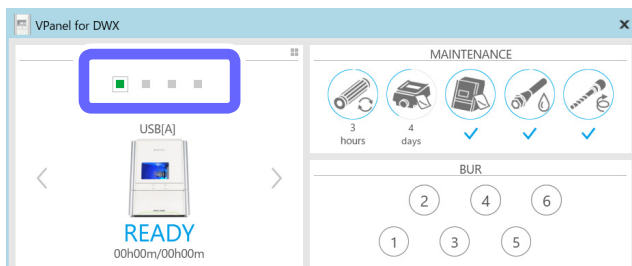 VPanel for DWX
MAINTENANCE
3
hours
4
days
USB[A]
READY
00h00m/00h00m
BUR
2
4
6
1
3
5